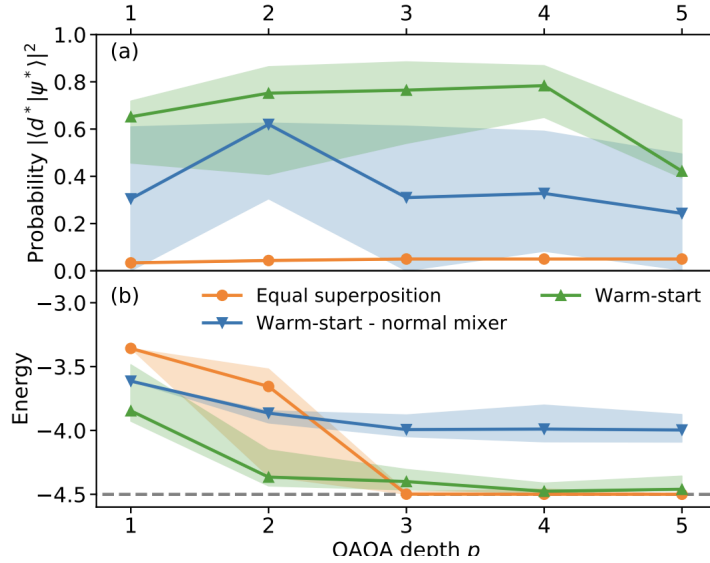 1 2 3 4 5
(a)
1.0
0.8
0.6
0.4
0.2
0.0
Probability |⟨d*|ψ*⟩|²
(b)
Equal superposition
Warm-start
Warm-start - normal mixer
−3.0
−3.5
−4.0
−4.5
Energy
1 2 3 4 5
QAOA depth p